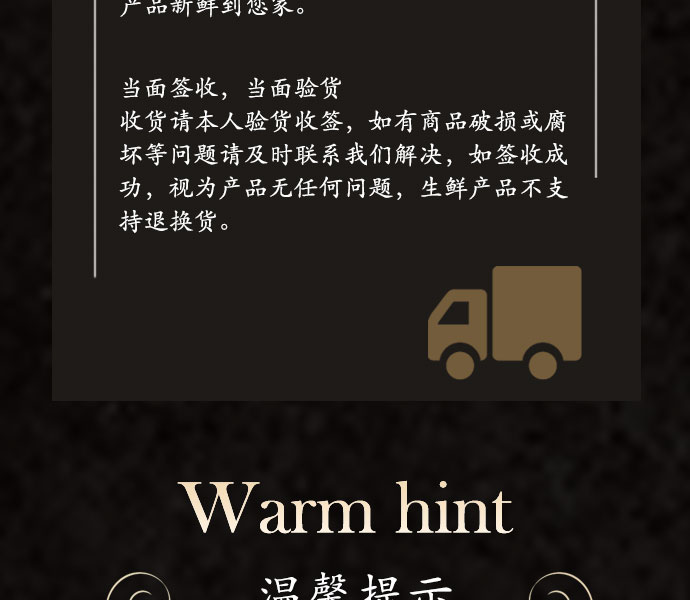 产品新鲜到您家。
当面签收，当面验货
收货请本人验货收签，如有商品破损或腐
坏等问题请及时联系我们解决，如签收成
功，视为产品无任何问题，生鲜产品不支
持退换货。
Warm hint
温馨提示